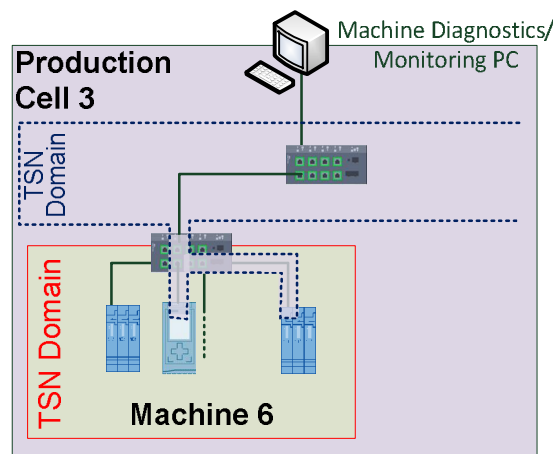 Machine Diagnostics/
Monitoring PC
Production
Cell 3
TSN
Domain
TSN Domain
Machine 6